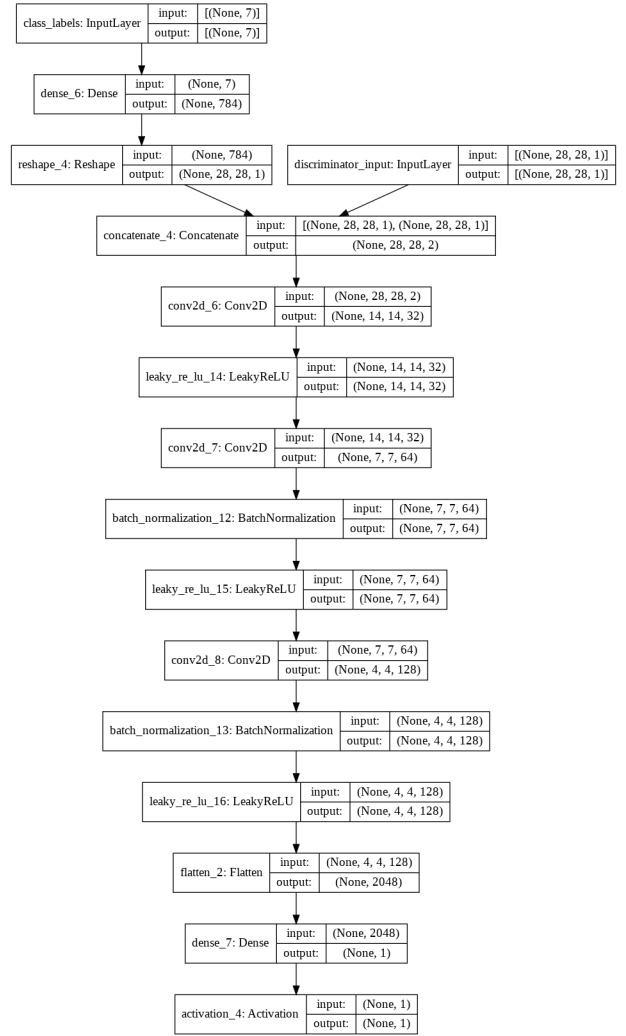 class_labels: InputLayer
input: [(None, 7)]
output: [(None, 7)]
dense_6: Dense
input: (None, 7)
output: (None, 784)
reshape_4: Reshape
input: (None, 784)
output: (None, 28, 28, 1)
discriminator_input: InputLayer
input: [(None, 28, 28, 1)]
output: [(None, 28, 28, 1)]
concatenate_4: Concatenate
input: [(None, 28, 28, 1), (None, 28, 28, 1)]
output: (None, 28, 28, 2)
conv2d_6: Conv2D
input: (None, 28, 28, 2)
output: (None, 14, 14, 32)
leaky_re_lu_14: LeakyReLU
input: (None, 14, 14, 32)
output: (None, 14, 14, 32)
conv2d_7: Conv2D
input: (None, 14, 14, 32)
output: (None, 7, 7, 64)
batch_normalization_12: BatchNormalization
input: (None, 7, 7, 64)
output: (None, 7, 7, 64)
leaky_re_lu_15: LeakyReLU
input: (None, 7, 7, 64)
output: (None, 7, 7, 64)
conv2d_8: Conv2D
input: (None, 7, 7, 64)
output: (None, 4, 4, 128)
batch_normalization_13: BatchNormalization
input: (None, 4, 4, 128)
output: (None, 4, 4, 128)
leaky_re_lu_16: LeakyReLU
input: (None, 4, 4, 128)
output: (None, 4, 4, 128)
flatten_2: Flatten
input: (None, 4, 4, 128)
output: (None, 2048)
dense_7: Dense
input: (None, 2048)
output: (None, 1)
activation_4: Activation
input: (None, 1)
output: (None, 1)